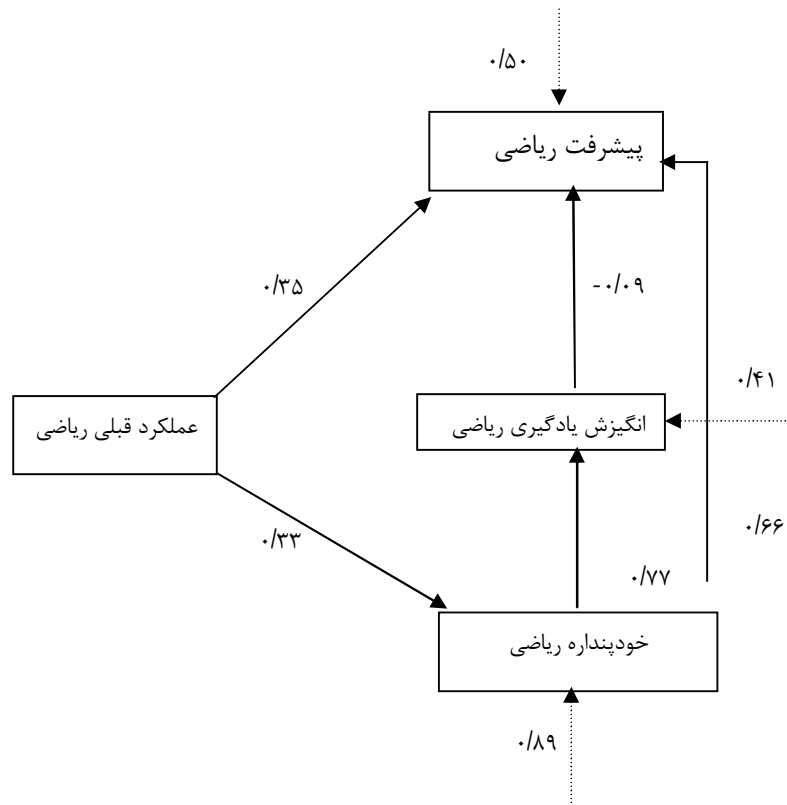 ۰/۵۰
پیشرفت ریاضی
۰/۳۵
-۰/۰۹
۰/۴۱
عملکرد قبلی ریاضی
انگیزش یادگیری ریاضی
۰/۳۳
۰/۶۶
۰/۷۷
خودپنداره ریاضی
۰/۸۹